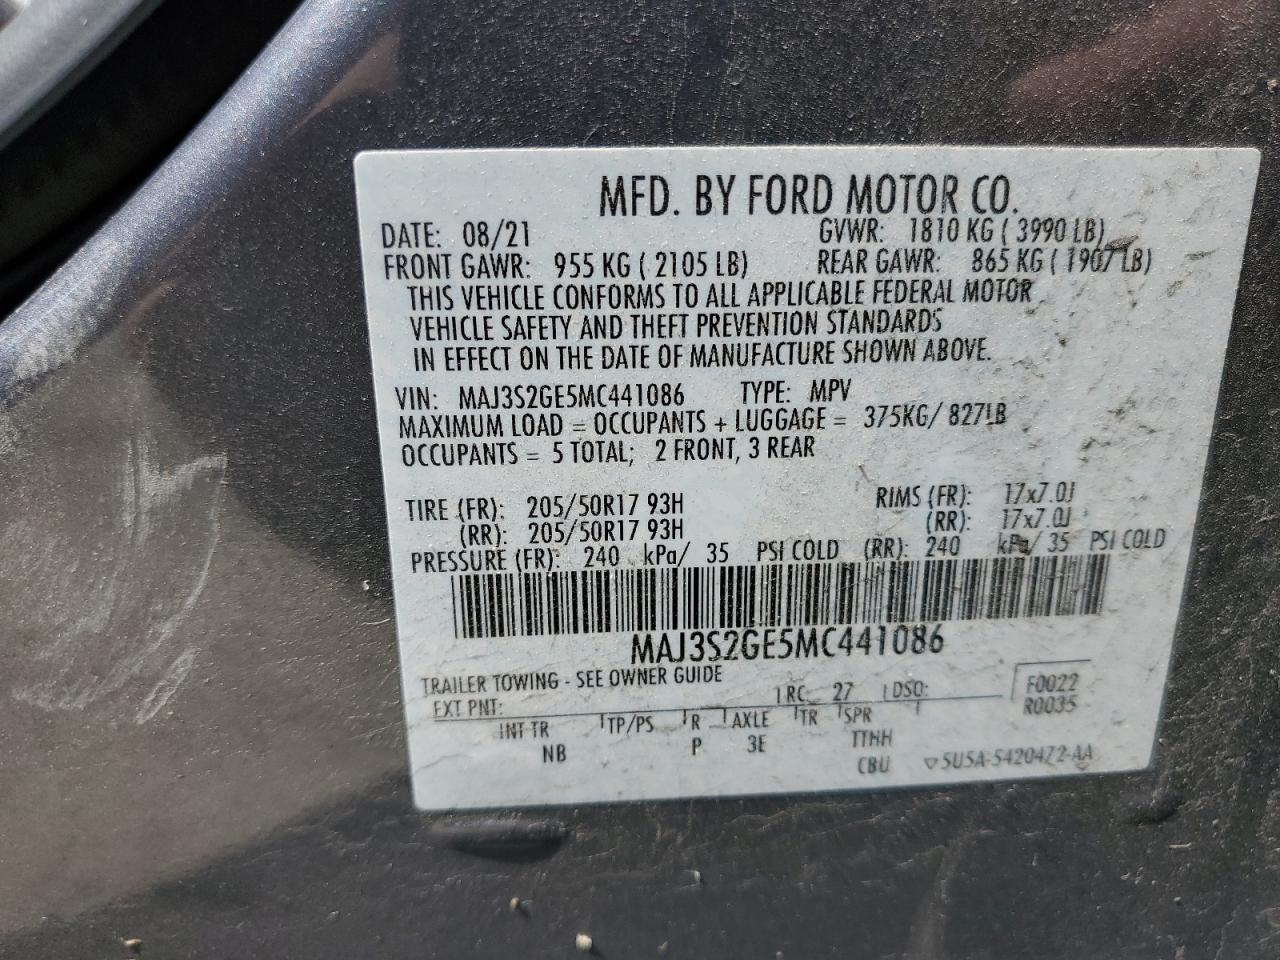 MFD. BY FORD MOTOR CO.
DATE: 08/21 GVWR: 1810 KG ( 3990 LB)
FRONT GAWR: 955 KG ( 2105 LB) REAR GAWR: 865 KG ( 1907 LB)
THIS VEHICLE CONFORMS TO ALL APPLICABLE FEDERAL MOTOR
VEHICLE SAFETY AND THEFT PREVENTION STANDARDS
IN EFFECT ON THE DATE OF MANUFACTURE SHOWN ABOVE.
VIN: MAJ3S2GE5MC441086 TYPE: MPV
MAXIMUM LOAD = OCCUPANTS + LUGGAGE = 375KG/ 827LB
OCCUPANTS = 5 TOTAL; 2 FRONT, 3 REAR
TIRE (FR): 205/50R17 93H RIMS (FR): 17x7.0J
(RR): 205/50R17 93H (RR): 17x7.0J
PRESSURE (FR): 240 kPa/ 35 PSI COLD (RR): 240 kPa/ 35 PSI COLD
MAJ3S2GE5MC441086
TRAILER TOWING - SEE OWNER GUIDE
EXT PNT: RC 27 DSO: F0022
R0035
INT TR TP/PS R AXLE TR SPR
NB P 3E TTNH
CBU ▽5U5A-5420472-AA